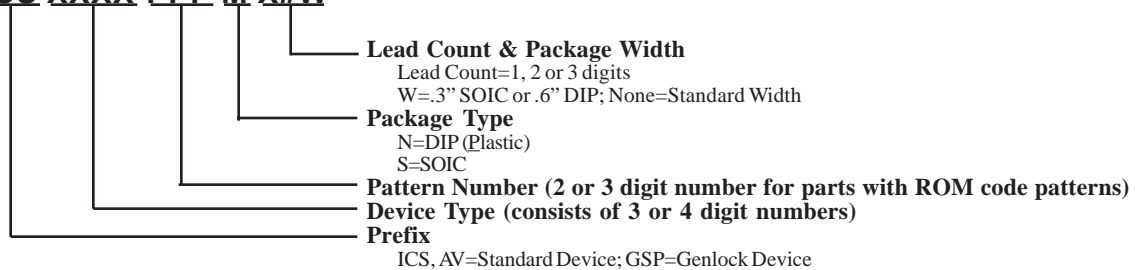 Lead Count & Package Width
Lead Count=1, 2 or 3 digits
W=.3” SOIC or .6” DIP; None=Standard Width
Package Type
N=DIP (Plastic)
S=SOIC
Pattern Number (2 or 3 digit number for parts with ROM code patterns)
Device Type (consists of 3 or 4 digit numbers)
Prefix
ICS, AV=Standard Device; GSP=Genlock Device